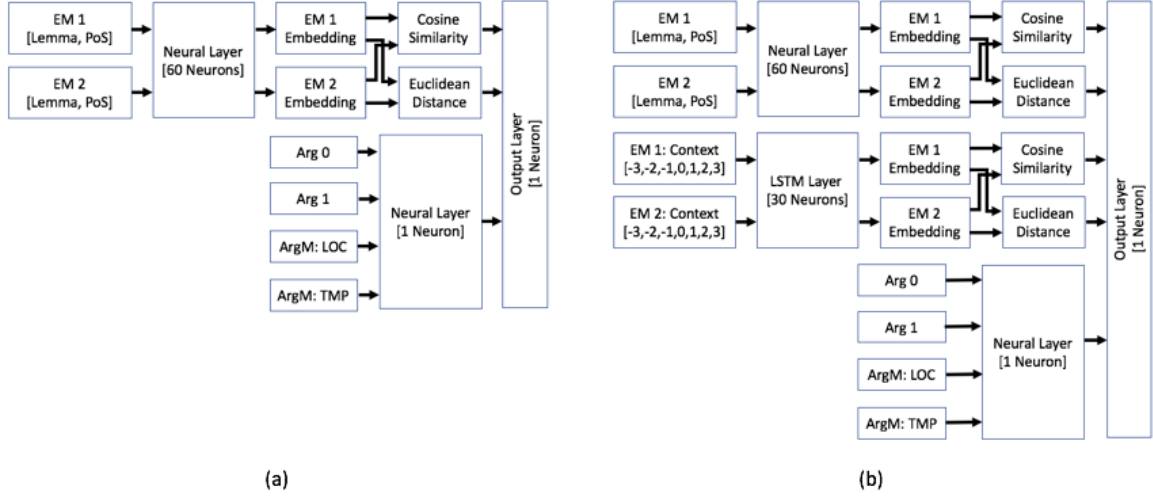 EM 1
[Lemma, PoS]
EM 2
[Lemma, PoS]
Neural Layer
[60 Neurons]
EM 1
Embedding
EM 2
Embedding
Cosine
Similarity
Euclidean
Distance
Arg 0
Arg 1
ArgM: LOC
ArgM: TMP
Neural Layer
[1 Neuron]
Output Layer
[1 Neuron]
(a)
EM 1
[Lemma, PoS]
EM 2
[Lemma, PoS]
Neural Layer
[60 Neurons]
EM 1
Embedding
EM 2
Embedding
Cosine
Similarity
Euclidean
Distance
EM 1: Context
[-3,-2,-1,0,1,2,3]
EM 2: Context
[-3,-2,-1,0,1,2,3]
LSTM Layer
[30 Neurons]
EM 1
Embedding
EM 2
Embedding
Cosine
Similarity
Euclidean
Distance
Arg 0
Arg 1
ArgM: LOC
ArgM: TMP
Neural Layer
[1 Neuron]
Output Layer
[1 Neuron]
(b)